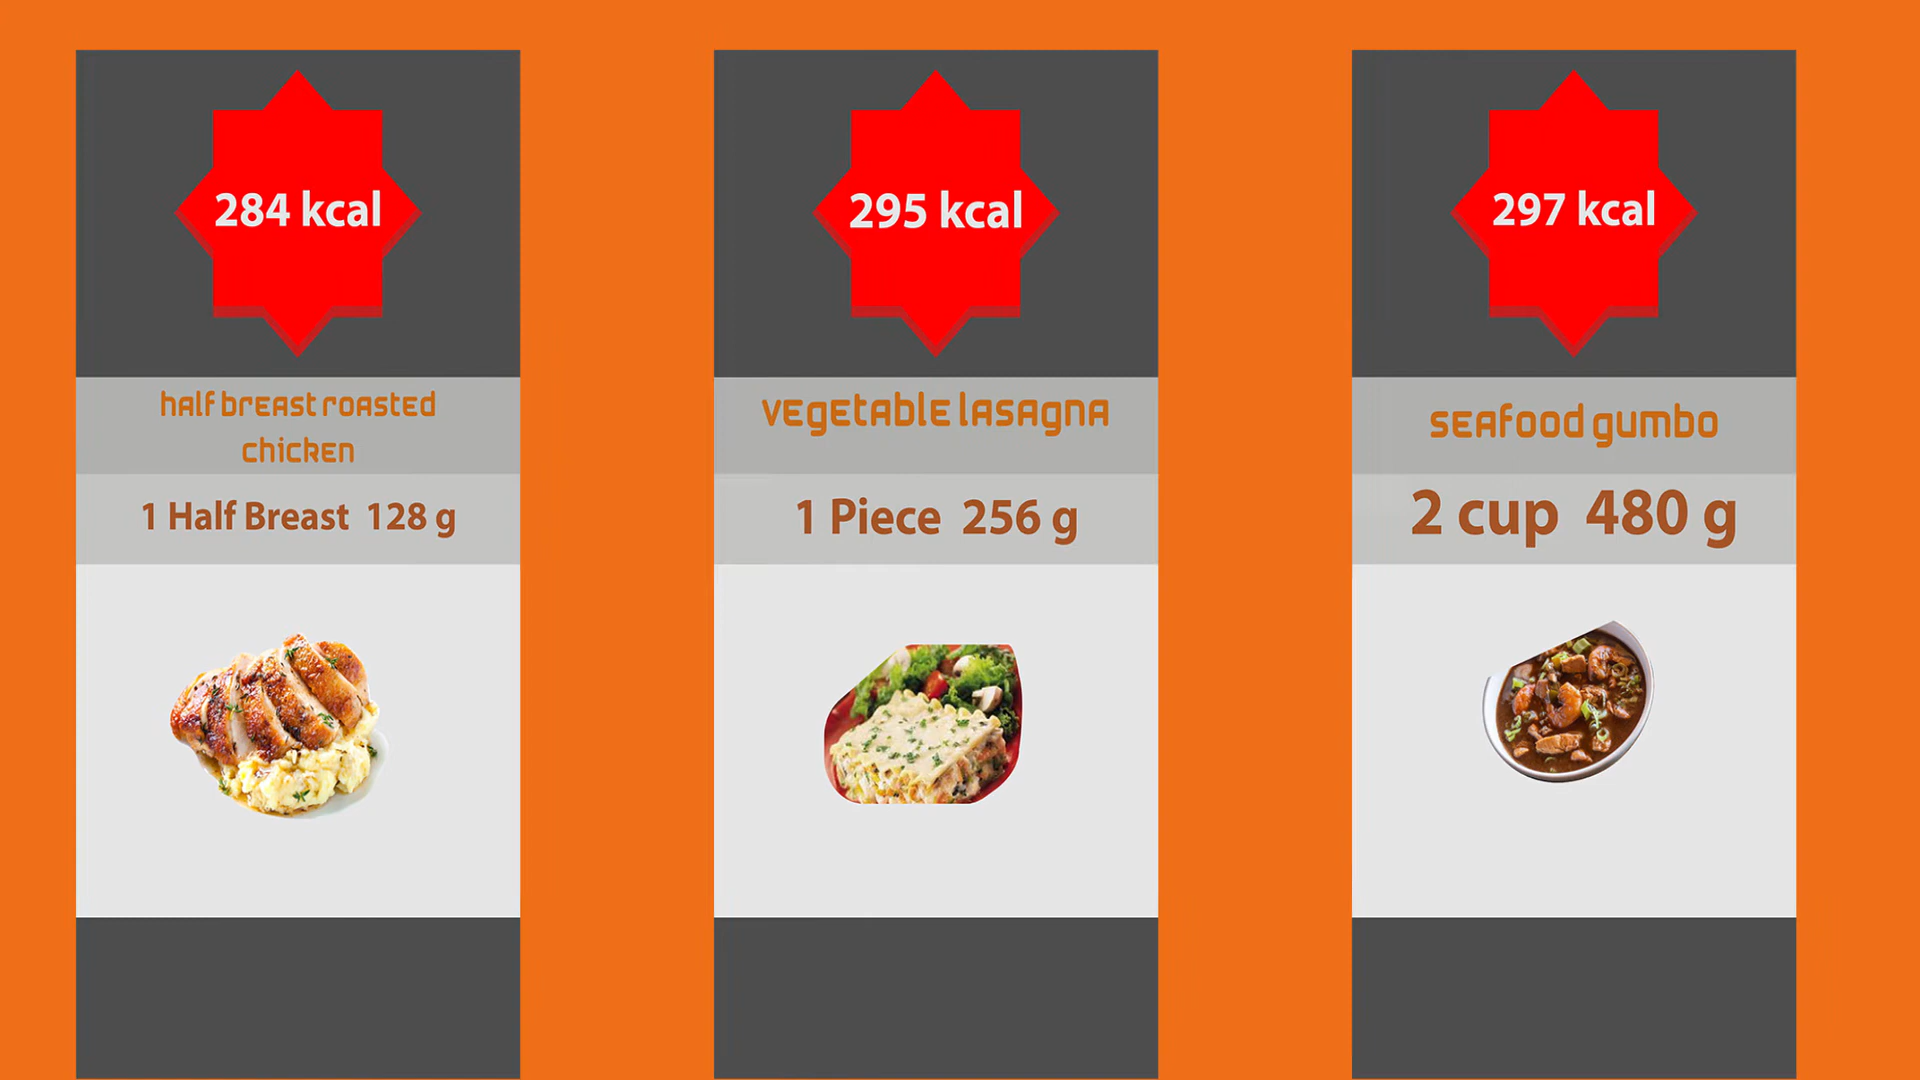 284 kcal
half breast roasted
chicken
1 Half Breast 128 g
295 kcal
vegetable lasagna
1 Piece 256 g
297 kcal
seafood gumbo
2 cup 480 g